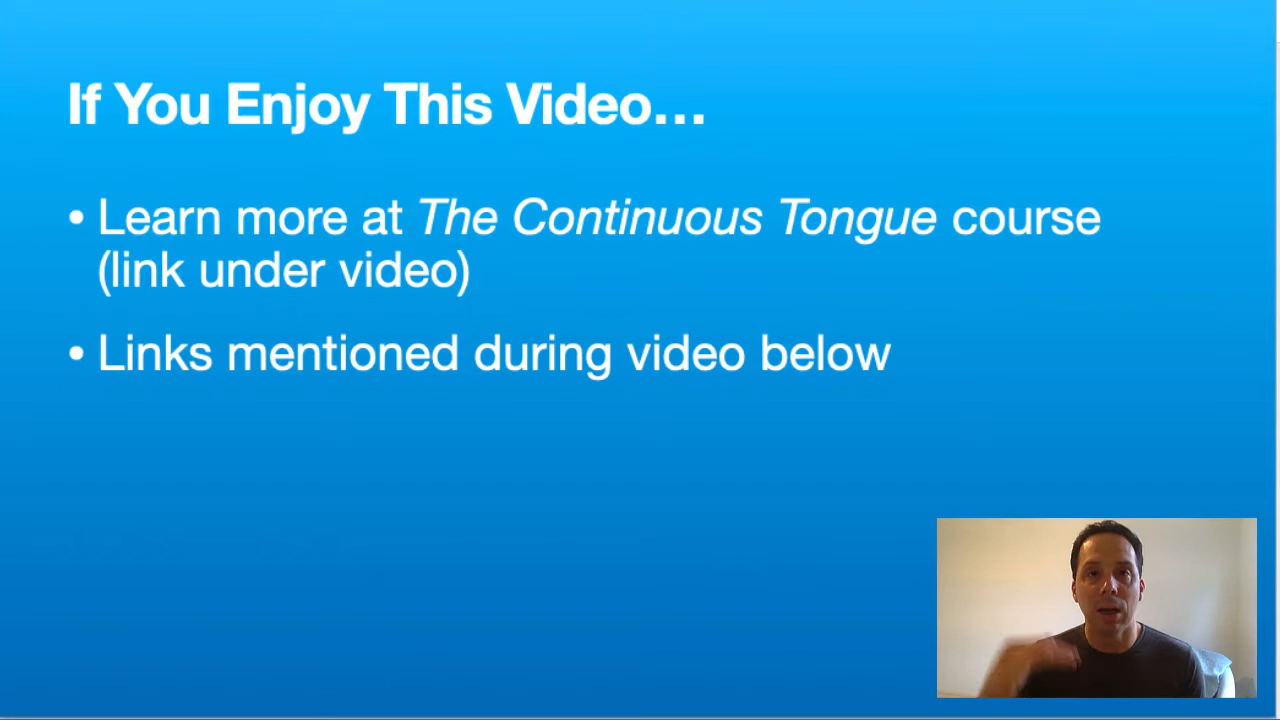 If You Enjoy This Video…
• Learn more at The Continuous Tongue course
(link under video)
• Links mentioned during video below